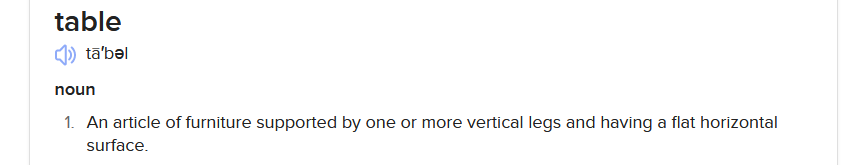 table
tā′bəl
noun
1. An article of furniture supported by one or more vertical legs and having a flat horizontal
surface.